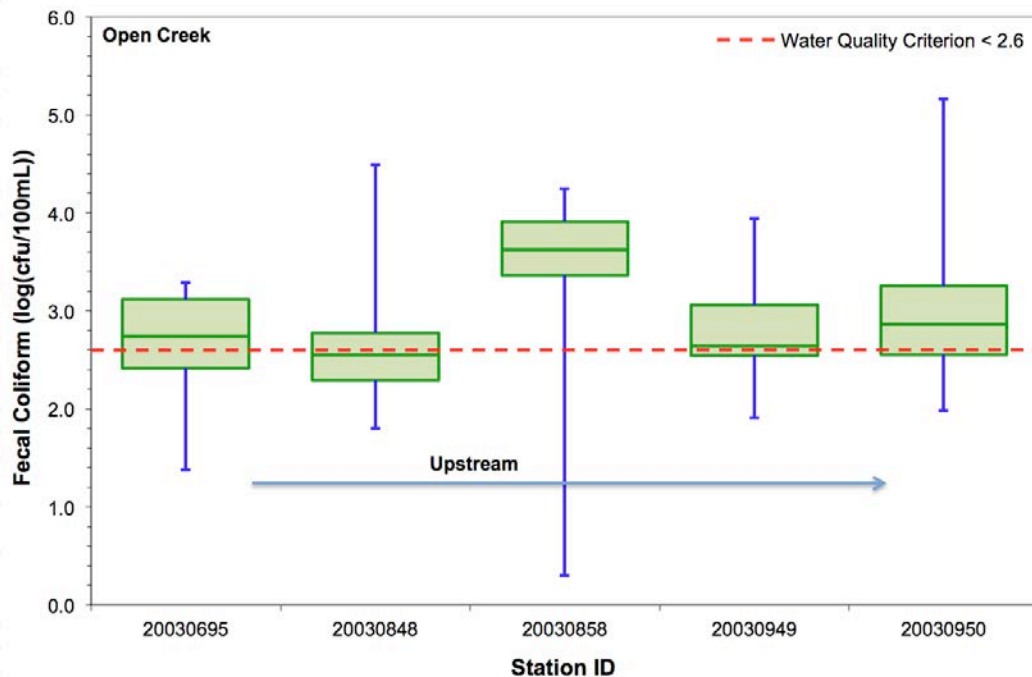 Open Creek
Water Quality Criterion < 2.6
Fecal Coliform (log(cfu/100mL))
6.0
5.0
4.0
3.0
2.0
1.0
0.0
Upstream
20030695 20030848 20030858 20030949 20030950
Station ID